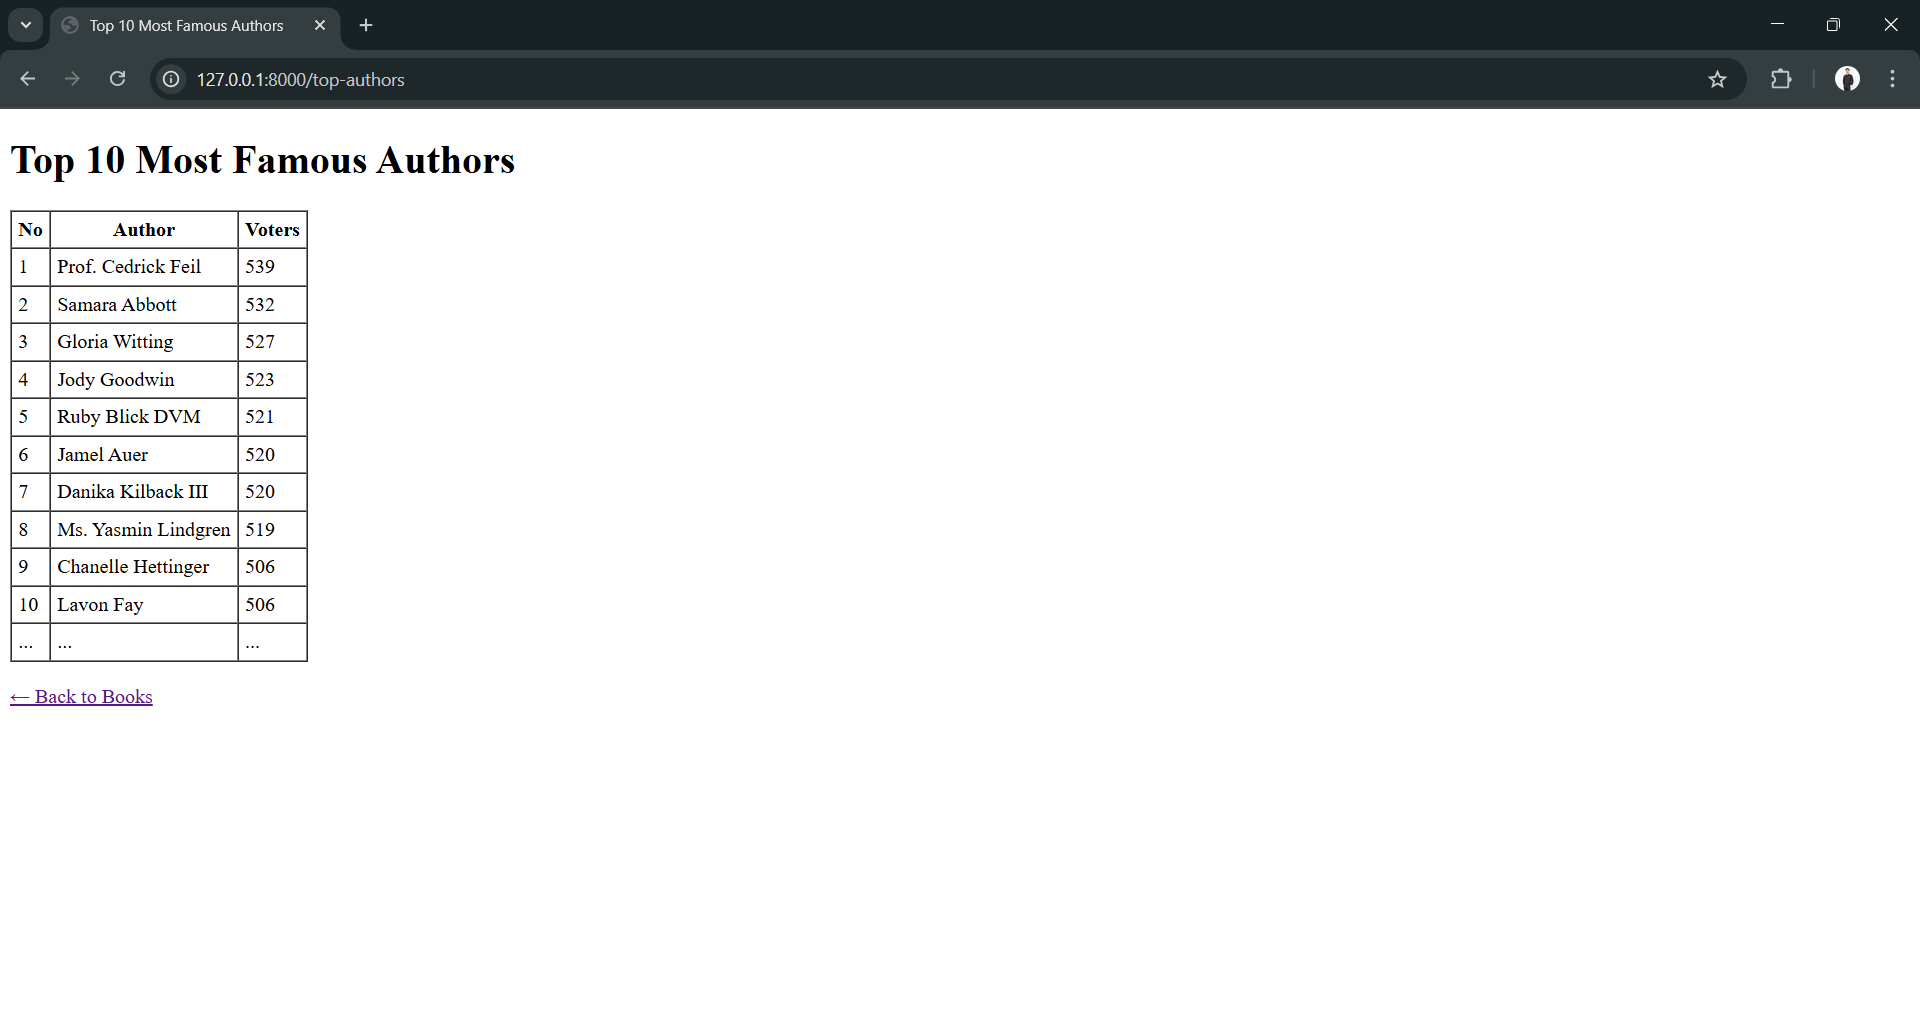 Top 10 Most Famous Authors
127.0.0.1:8000/top-authors
Top 10 Most Famous Authors
No Author Voters
1 Prof. Cedrick Feil 539
2 Samara Abbott 532
3 Gloria Witting 527
4 Jody Goodwin 523
5 Ruby Blick DVM 521
6 Jamel Auer 520
7 Danika Kilback III 520
8 Ms. Yasmin Lindgren 519
9 Chanelle Hettinger 506
10 Lavon Fay 506
... ... ...
← Back to Books